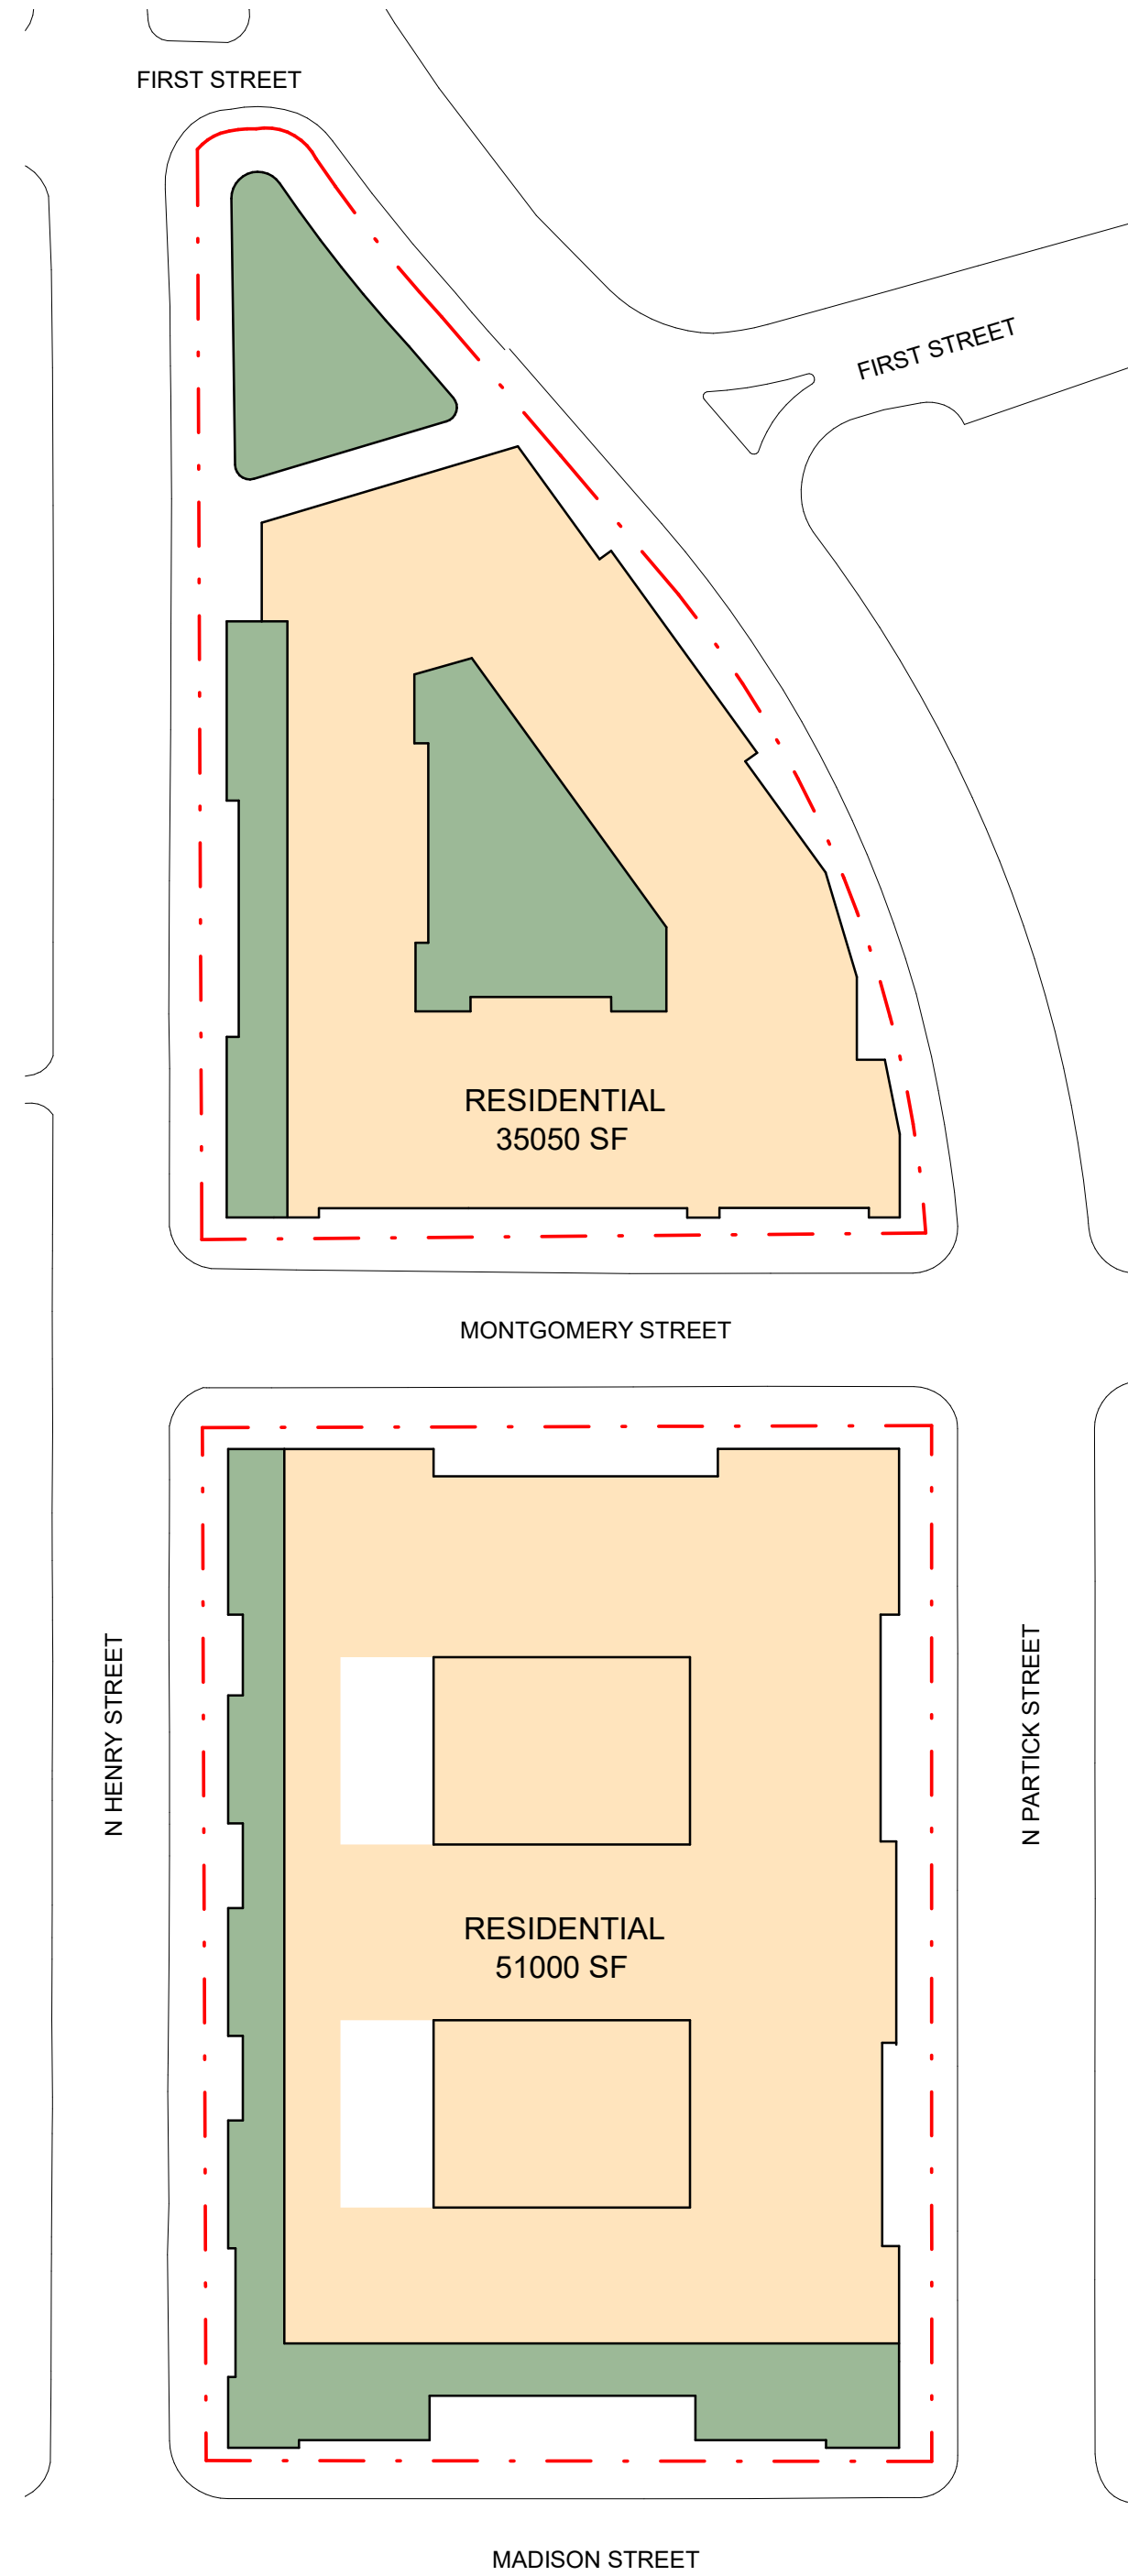 FIRST STREET
FIRST STREET
RESIDENTIAL
35050 SF
MONTGOMERY STREET
N HENRY STREET
N PARTICK STREET
RESIDENTIAL
51000 SF
MADISON STREET